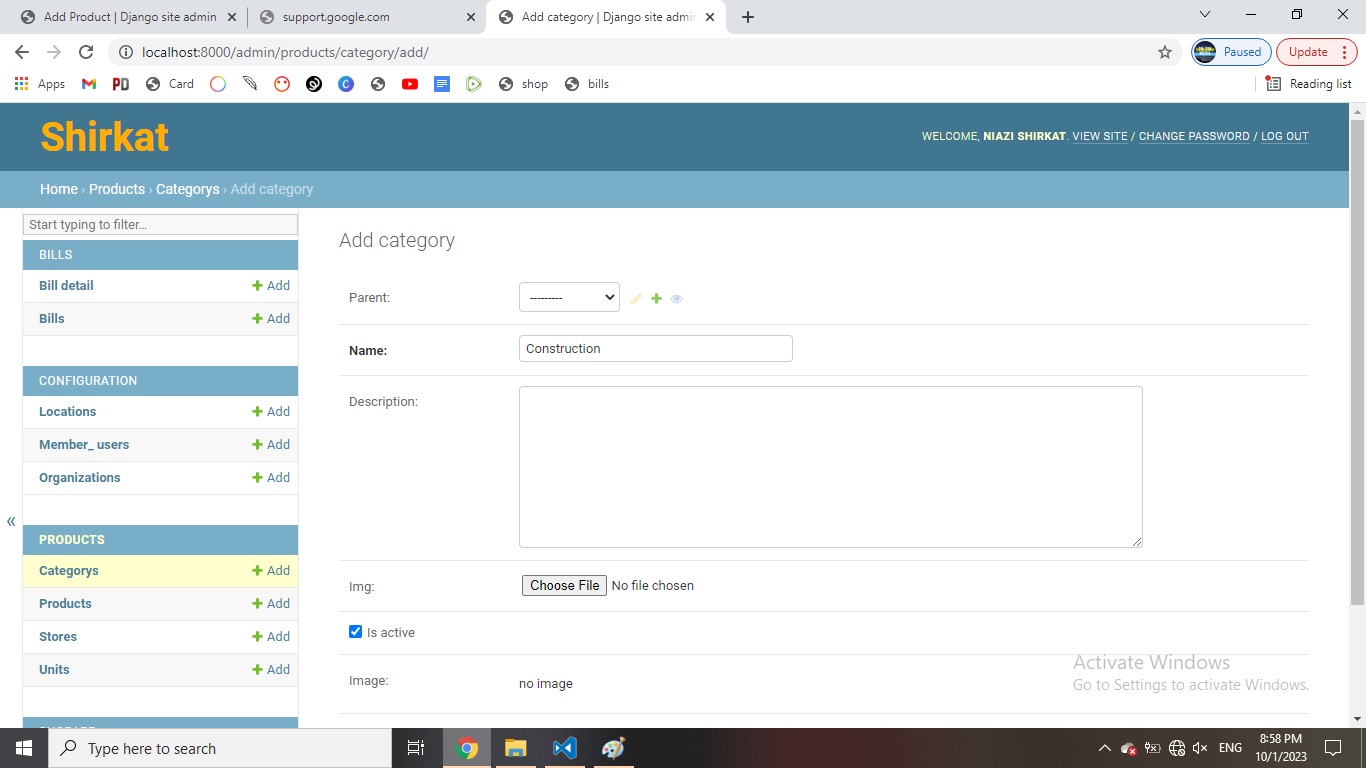 Add Product | Django site admin
support.google.com
Add category | Django site admin
localhost:8000/admin/products/category/add/
Paused
Update
Apps
PD
Card
shop
bills
Reading list
Shirkat
WELCOME, NIAZI SHIRKAT. VIEW SITE / CHANGE PASSWORD / LOG OUT
Home › Products › Categorys › Add category
Start typing to filter...
BILLS
Bill detail
Add
Bills
Add
CONFIGURATION
Locations
Add
Member_ users
Add
Organizations
Add
«
PRODUCTS
Categorys
Add
Products
Add
Stores
Add
Units
Add
Add category
Parent:
---------
Name:
Construction
Description:
Img:
Choose File No file chosen
Is active
Image:
no image
Activate Windows
Go to Settings to activate Windows.
Type here to search
ENG
8:58 PM
10/1/2023